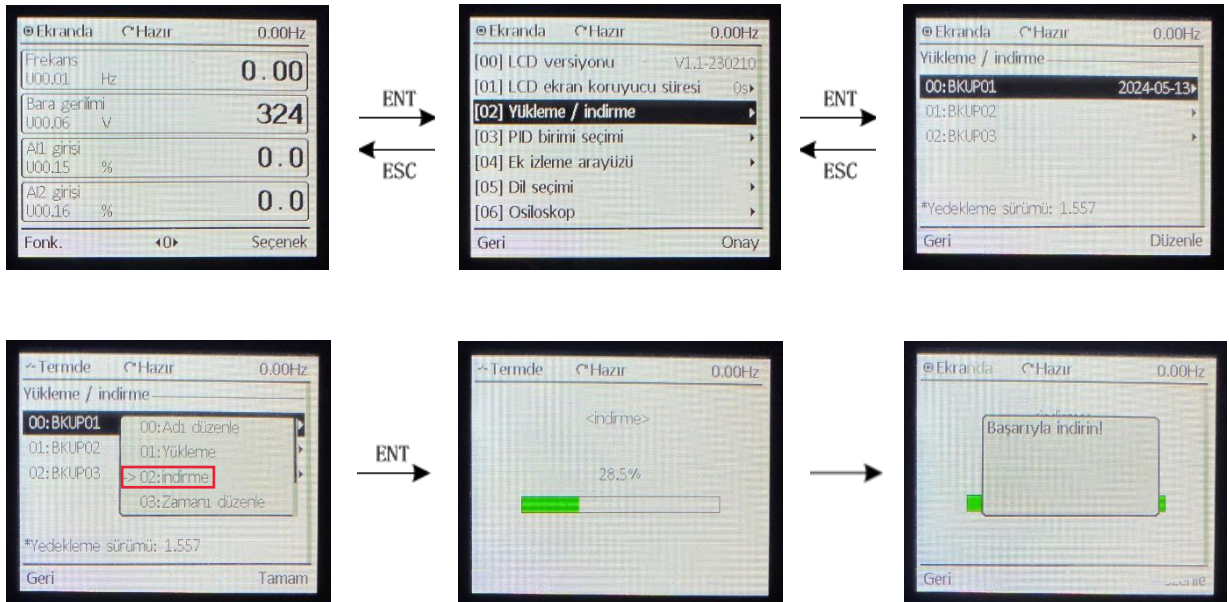 Ekranda Hazır 0.00Hz
Frekans
U00.01 Hz 0.00
Bara gerilimi
U00.06 V 324
AI1 girişi
U00.15 % 0.0
AI2 girişi
U00.16 % 0.0
Fonk. ◂0▸ Seçenek
ENT
ESC
Ekranda Hazır 0.00Hz
[00] LCD versiyonu V1.1-230210
[01] LCD ekran koruyucu süresi 0s▸
[02] Yükleme / indirme ▸
[03] PID birimi seçimi ▸
[04] Ek izleme arayüzü ▸
[05] Dil seçimi ▸
[06] Osiloskop ▸
Geri Onay
ENT
ESC
Ekranda Hazır 0.00Hz
Yükleme / indirme
00:BKUP01 2024-05-13▸
01:BKUP02 ▸
02:BKUP03 ▸
*Yedekleme sürümü: 1.557
Geri Düzenle
Termde Hazır 0.00Hz
Yükleme / indirme
00:BKUP01
01:BKUP02
02:BKUP03
00:Adı düzenle
01:Yükleme
-> 02:indirme
03:Zamanı düzenle
*Yedekleme sürümü: 1.557
Geri Tamam
ENT
Termde Hazır 0.00Hz
<indirme>
28.5%
Ekranda Hazır 0.00Hz
Başarıyla indirin!
Geri